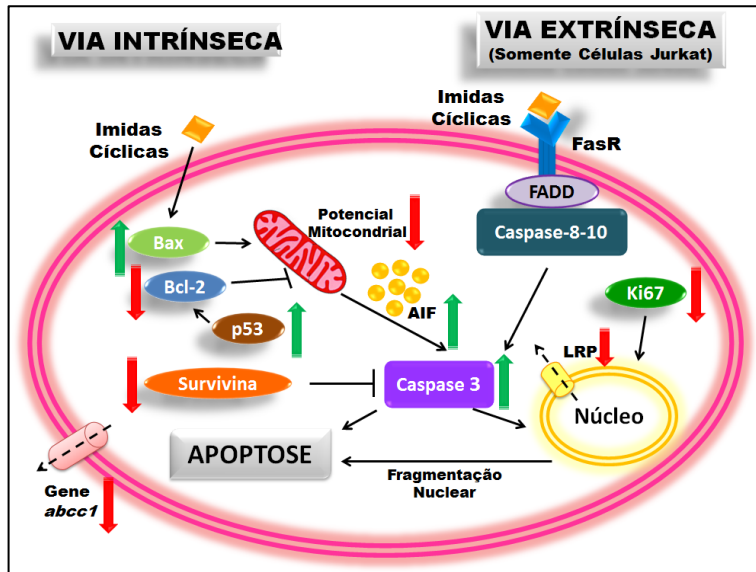 VIA INTRÍNSECA
VIA EXTRÍNSECA
(Somente Células Jurkat)
Imidas
Cíclicas
Imidas
Cíclicas
FasR
FADD
Caspase-8-10
Potencial
Mitocondrial
Bax
Bcl-2
p53
AIF
Ki67
LRP
Survivina
Caspase 3
Núcleo
APOPTOSE
Fragmentação
Nuclear
Gene
abcc1